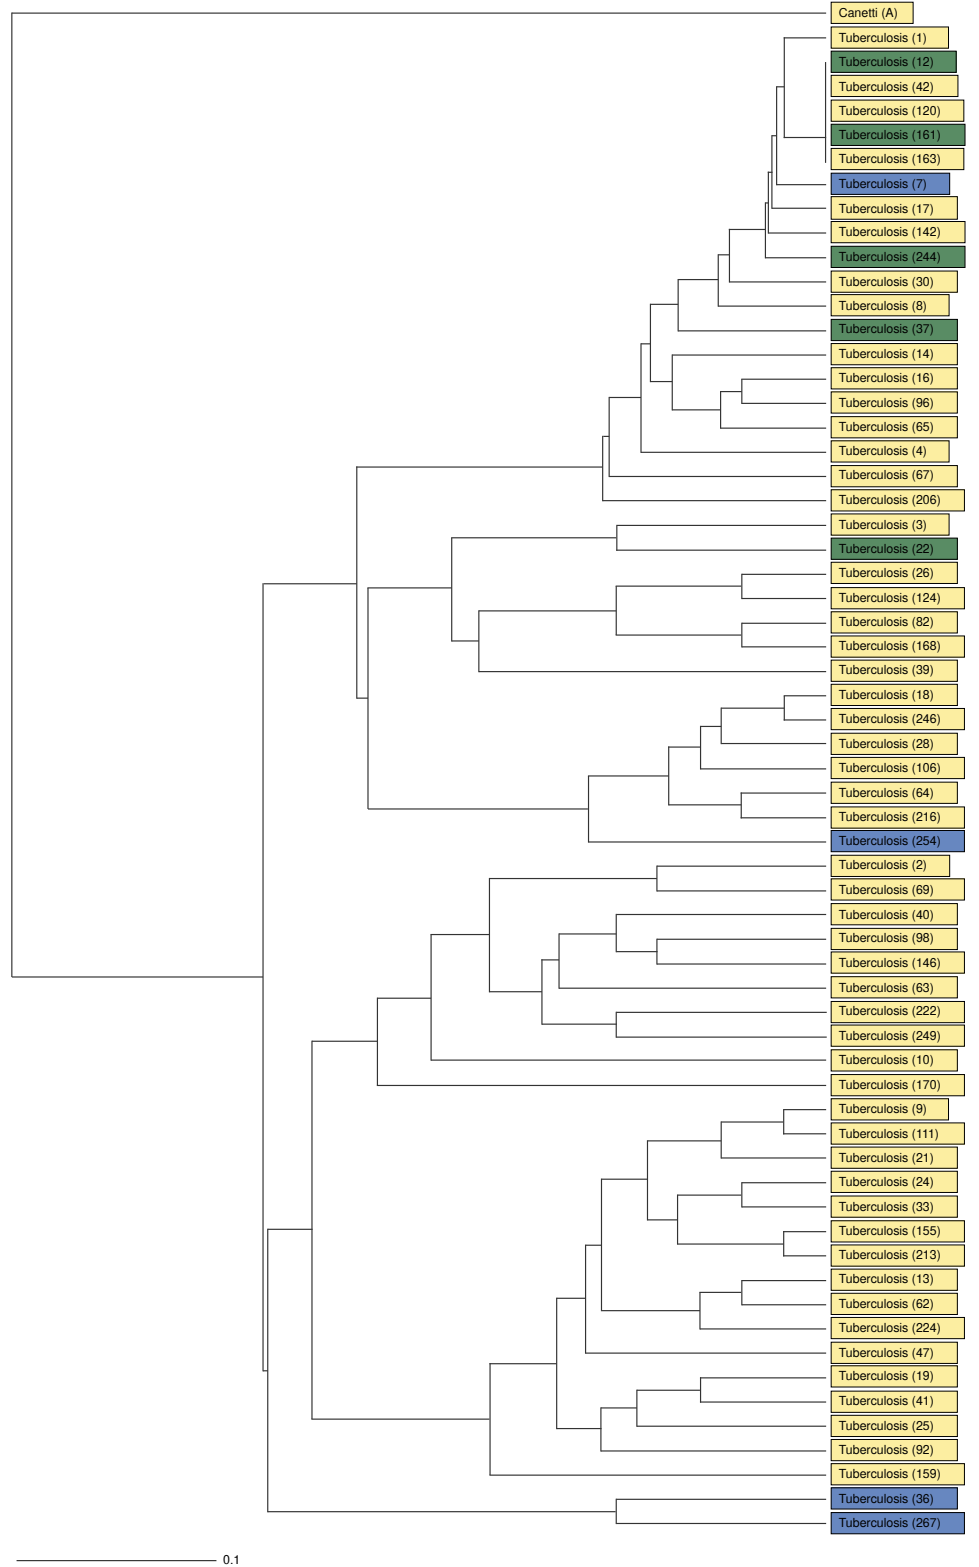 Canetti (A)
Tuberculosis (1)
Tuberculosis (12)
Tuberculosis (42)
Tuberculosis (120)
Tuberculosis (161)
Tuberculosis (163)
Tuberculosis (7)
Tuberculosis (17)
Tuberculosis (142)
Tuberculosis (244)
Tuberculosis (30)
Tuberculosis (8)
Tuberculosis (37)
Tuberculosis (14)
Tuberculosis (16)
Tuberculosis (96)
Tuberculosis (65)
Tuberculosis (4)
Tuberculosis (67)
Tuberculosis (206)
Tuberculosis (3)
Tuberculosis (22)
Tuberculosis (26)
Tuberculosis (124)
Tuberculosis (82)
Tuberculosis (168)
Tuberculosis (39)
Tuberculosis (18)
Tuberculosis (246)
Tuberculosis (28)
Tuberculosis (106)
Tuberculosis (64)
Tuberculosis (216)
Tuberculosis (254)
Tuberculosis (2)
Tuberculosis (69)
Tuberculosis (40)
Tuberculosis (98)
Tuberculosis (146)
Tuberculosis (63)
Tuberculosis (222)
Tuberculosis (249)
Tuberculosis (10)
Tuberculosis (170)
Tuberculosis (9)
Tuberculosis (111)
Tuberculosis (21)
Tuberculosis (24)
Tuberculosis (33)
Tuberculosis (155)
Tuberculosis (213)
Tuberculosis (13)
Tuberculosis (62)
Tuberculosis (224)
Tuberculosis (47)
Tuberculosis (19)
Tuberculosis (41)
Tuberculosis (25)
Tuberculosis (92)
Tuberculosis (159)
Tuberculosis (36)
Tuberculosis (267)
0.1